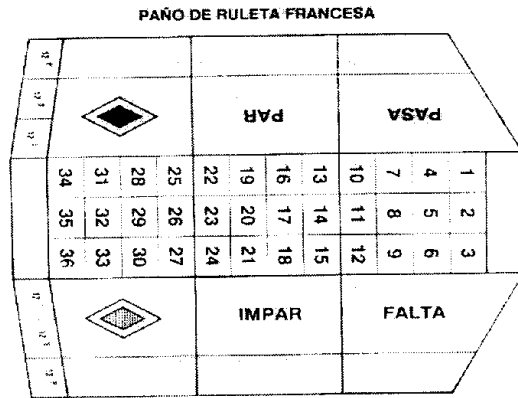 PAÑO DE RULETA FRANCESA
PAR
PASA
34 31 28 25 22 19 16 13 10 7 4 1
35 32 29 26 23 20 17 14 11 8 5 2
36 33 30 27 24 21 18 15 12 9 6 3
IMPAR
FALTA